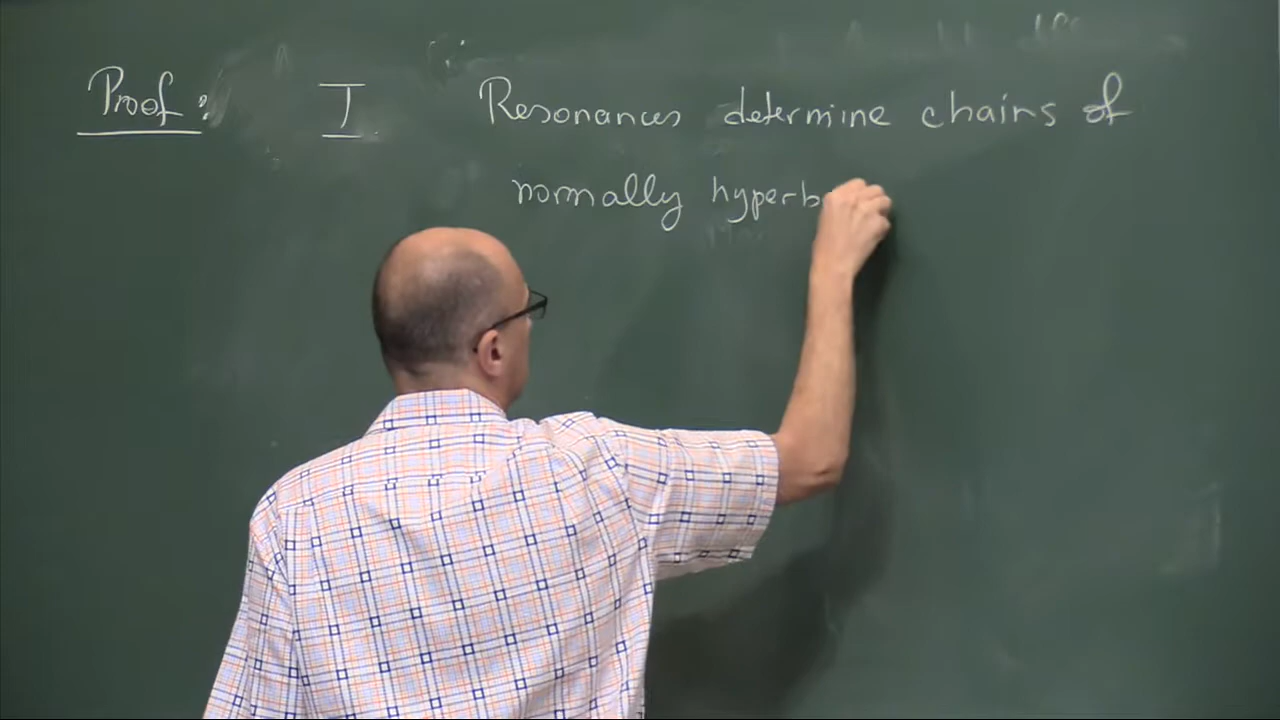 Proof: I Resonances determine chains of
normally hyperb